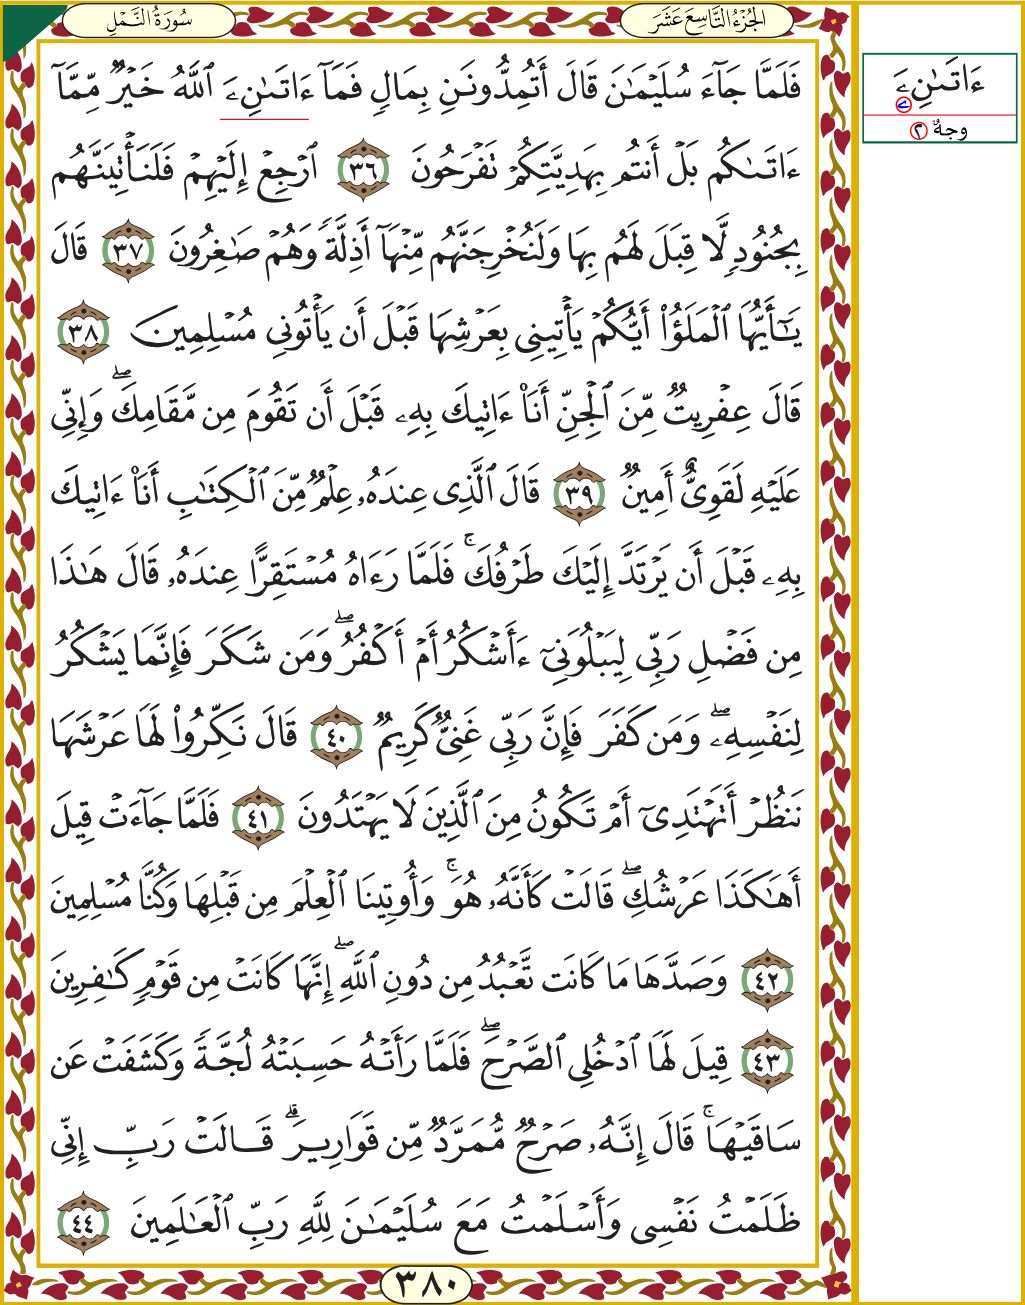 الجُزْءُ التَّاسِعَ عَشَرَ
سُورَةُ النَّمْلِ
فَلَمَّا جَآءَ سُلَيْمَـٰنَ قَالَ أَتُمِدُّونَنِ بِمَالٍ فَمَآ ءَاتَىٰنِۦَ ٱللَّهُ خَيْرٌ مِّمَّآ
ءَاتَىٰكُم بَلْ أَنتُم بِهَدِيَّتِكُمْ تَفْرَحُونَ ٣٦ ٱرْجِعْ إِلَيْهِمْ فَلَنَأْتِيَنَّهُم
بِجُنُودٍ لَّا قِبَلَ لَهُم بِهَا وَلَنُخْرِجَنَّهُم مِّنْهَآ أَذِلَّةً وَهُمْ صَـٰغِرُونَ ٣٧ قَالَ
يَـٰٓأَيُّهَا ٱلْمَلَؤُا۟ أَيُّكُمْ يَأْتِينِى بِعَرْشِهَا قَبْلَ أَن يَأْتُونِى مُسْلِمِينَ ٣٨
قَالَ عِفْرِيتٌ مِّنَ ٱلْجِنِّ أَنَا۠ ءَاتِيكَ بِهِۦ قَبْلَ أَن تَقُومَ مِن مَّقَامِكَ ۖ وَإِنِّى
عَلَيْهِ لَقَوِىٌّ أَمِينٌ ٣٩ قَالَ ٱلَّذِى عِندَهُۥ عِلْمٌ مِّنَ ٱلْكِتَـٰبِ أَنَا۠ ءَاتِيكَ
بِهِۦ قَبْلَ أَن يَرْتَدَّ إِلَيْكَ طَرْفُكَ ۚ فَلَمَّا رَءَاهُ مُسْتَقِرًّا عِندَهُۥ قَالَ هَـٰذَا
مِن فَضْلِ رَبِّى لِيَبْلُوَنِىٓ ءَأَشْكُرُ أَمْ أَكْفُرُ ۖ وَمَن شَكَرَ فَإِنَّمَا يَشْكُرُ
لِنَفْسِهِۦ ۖ وَمَن كَفَرَ فَإِنَّ رَبِّى غَنِىٌّ كَرِيمٌ ٤٠ قَالَ نَكِّرُوا۟ لَهَا عَرْشَهَا
نَنظُرْ أَتَهْتَدِىٓ أَمْ تَكُونُ مِنَ ٱلَّذِينَ لَا يَهْتَدُونَ ٤١ فَلَمَّا جَآءَتْ قِيلَ
أَهَـٰكَذَا عَرْشُكِ ۖ قَالَتْ كَأَنَّهُۥ هُوَ ۚ وَأُوتِينَا ٱلْعِلْمَ مِن قَبْلِهَا وَكُنَّا مُسْلِمِينَ
٤٢ وَصَدَّهَا مَا كَانَت تَّعْبُدُ مِن دُونِ ٱللَّهِ ۖ إِنَّهَا كَانَتْ مِن قَوْمٍ كَـٰفِرِينَ
٤٣ قِيلَ لَهَا ٱدْخُلِى ٱلصَّرْحَ ۖ فَلَمَّا رَأَتْهُ حَسِبَتْهُ لُجَّةً وَكَشَفَتْ عَن
سَاقَيْهَا ۚ قَالَ إِنَّهُۥ صَرْحٌ مُّمَرَّدٌ مِّن قَوَارِيرَ ۗ قَالَتْ رَبِّ إِنِّى
ظَلَمْتُ نَفْسِى وَأَسْلَمْتُ مَعَ سُلَيْمَـٰنَ لِلَّهِ رَبِّ ٱلْعَـٰلَمِينَ ٤٤
٣٨٠
ءَاتَىٰنِۦَ
ے
وجهٌ ٢